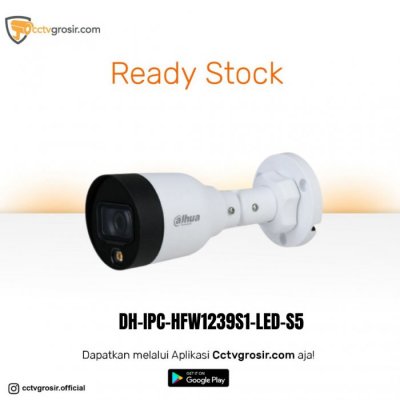 cctvgrosir.com
Ready Stock
alhua
DH-IPC-HFW1239S1-LED-S5
Dapatkan melalui Aplikasi Cctvgrosir.com aja!
GET IT ON
Google Play
cctvgrosir.official